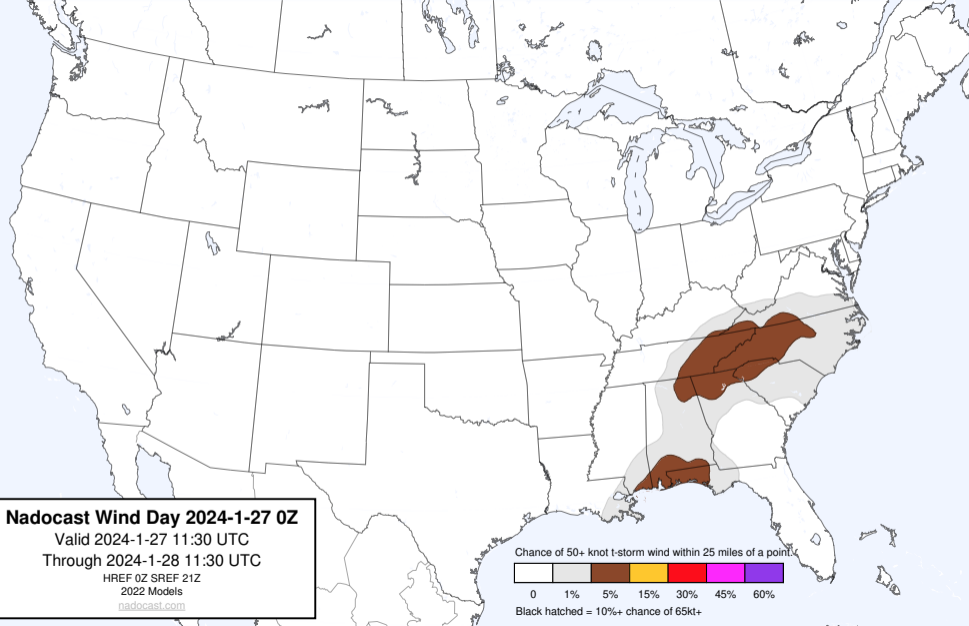 Nadocast Wind Day 2024-1-27 0Z
Valid 2024-1-27 11:30 UTC
Through 2024-1-28 11:30 UTC
HREF 0Z SREF 21Z
2022 Models
nadocast.com
Chance of 50+ knot t-storm wind within 25 miles of a point.
0 1% 5% 15% 30% 45% 60%
Black hatched = 10%+ chance of 65kt+